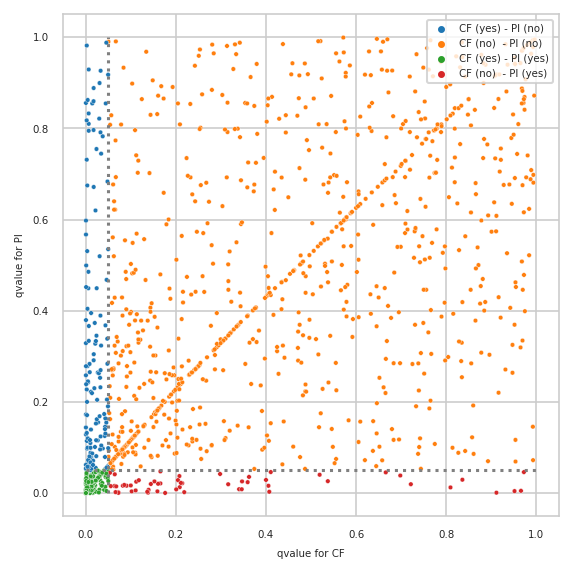 CF (yes) - PI (no)
CF (no) - PI (no)
CF (yes) - PI (yes)
CF (no) - PI (yes)
1.0
0.8
0.6
0.4
0.2
0.0
qvalue for PI
0.0 0.2 0.4 0.6 0.8 1.0
qvalue for CF